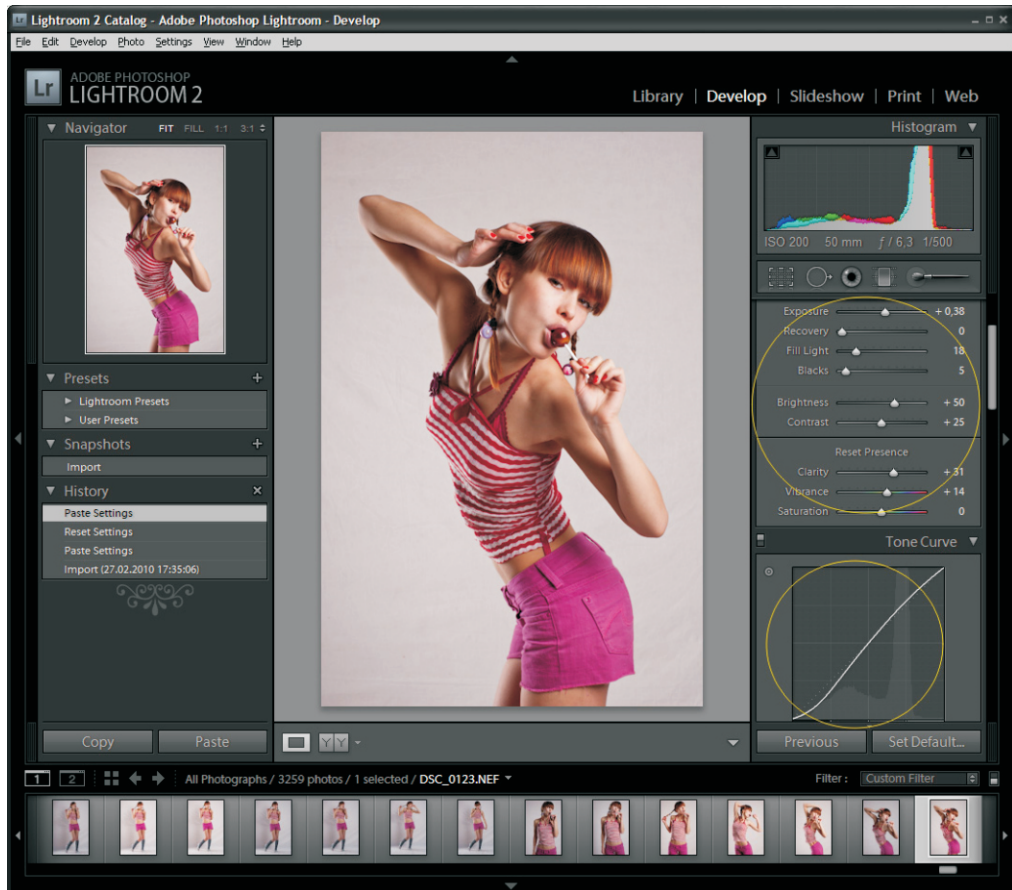 Lightroom 2 Catalog - Adobe Photoshop Lightroom - Develop
File Edit Develop Photo Settings View Window Help
Lr ADOBE PHOTOSHOP
LIGHTROOM 2
Library | Develop | Slideshow | Print | Web
Navigator FIT FILL 1:1 3:1
Presets +
Lightroom Presets
User Presets
Snapshots +
Import
History ×
Paste Settings
Reset Settings
Paste Settings
Import (27.02.2010 17:35:06)
Copy Paste
Histogram
ISO 200 50 mm ƒ / 6,3 1/500
Exposure + 0,38
Recovery 0
Fill Light 18
Blacks 5
Brightness + 50
Contrast + 25
Reset Presence
Clarity + 31
Vibrance + 14
Saturation 0
Tone Curve
Previous Set Default...
Y Y
1 2 All Photographs / 3259 photos / 1 selected / DSC_0123.NEF Filter : Custom Filter